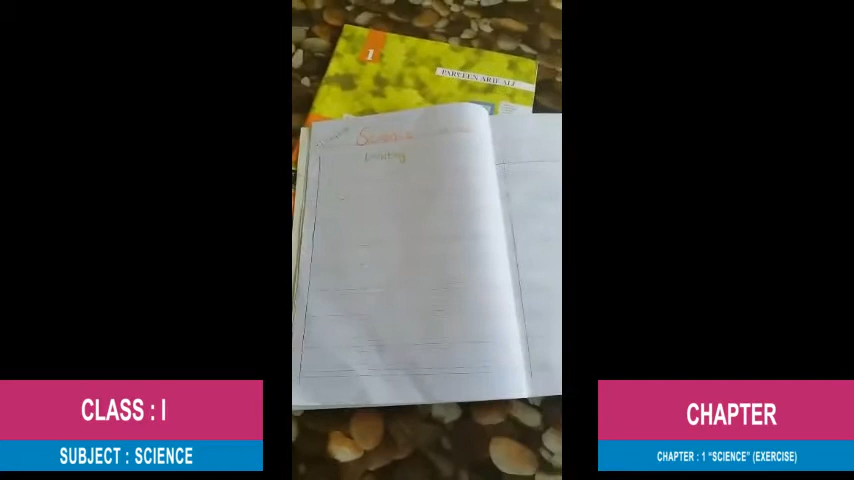 1
PARVEEN ARIF ALI
Science
CLASS : I
SUBJECT : SCIENCE
CHAPTER
CHAPTER : 1 "SCIENCE" (EXERCISE)